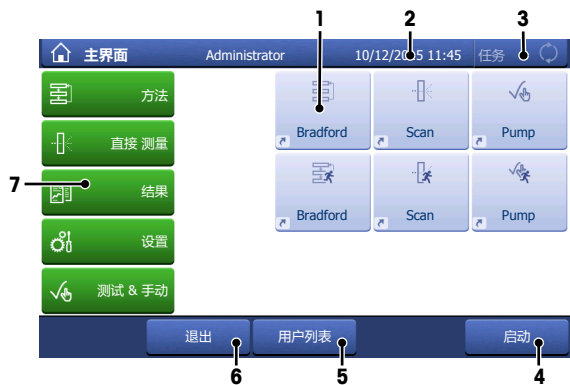 1 2 3
主界面 Administrator 10/12/2015 11:45 任务
方法
直接 测量
结果
设置
测试 & 手动
Bradford Scan Pump
Bradford Scan Pump
7
退出 用户列表 启动
6 5 4